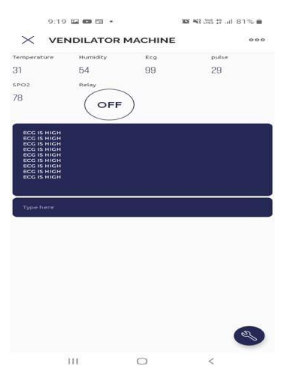 9:19 81%
VENDILATOR MACHINE
Temperature Humidity Ecg pulse
31 54 99 29
SPO2 Relay
78 OFF
ECG IS HIGH
ECG IS HIGH
ECG IS HIGH
ECG IS HIGH
ECG IS HIGH
ECG IS HIGH
ECG IS HIGH
ECG IS HIGH
ECG IS HIGH
Type here